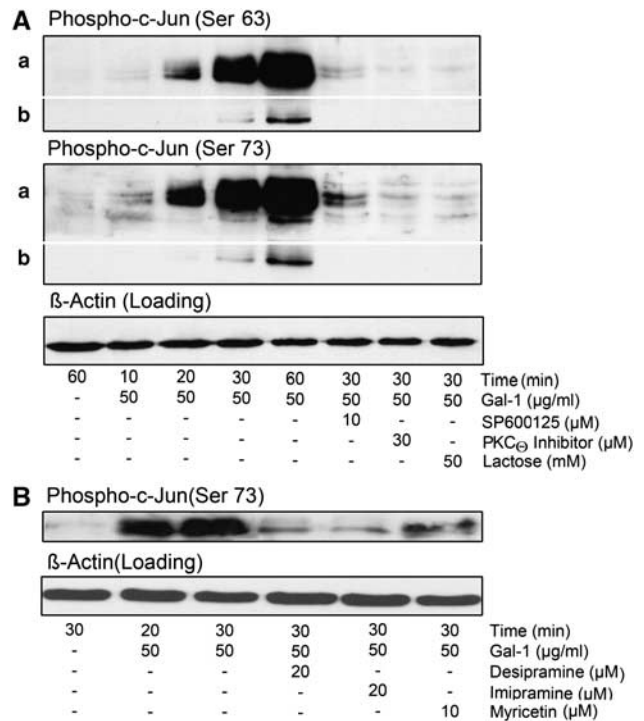 A
Phospho-c-Jun (Ser 63)
a
b
Phospho-c-Jun (Ser 73)
a
b
ß-Actin (Loading)
60 10 20 30 60 30 30 30 Time (min)
- 50 50 50 50 50 50 50 Gal-1 (µg/ml)
- - - - - 10 - - SP600125 (µM)
- - - - - - 30 - PKCΘ Inhibitor (µM)
- - - - - - - 50 Lactose (mM)
B
Phospho-c-Jun(Ser 73)
ß-Actin(Loading)
30 20 30 30 30 30 Time (min)
- 50 50 50 50 50 Gal-1 (µg/ml)
- - - 20 - - Desipramine (µM)
- - - - 20 - Imipramine (µM)
- - - - - 10 Myricetin (µM)